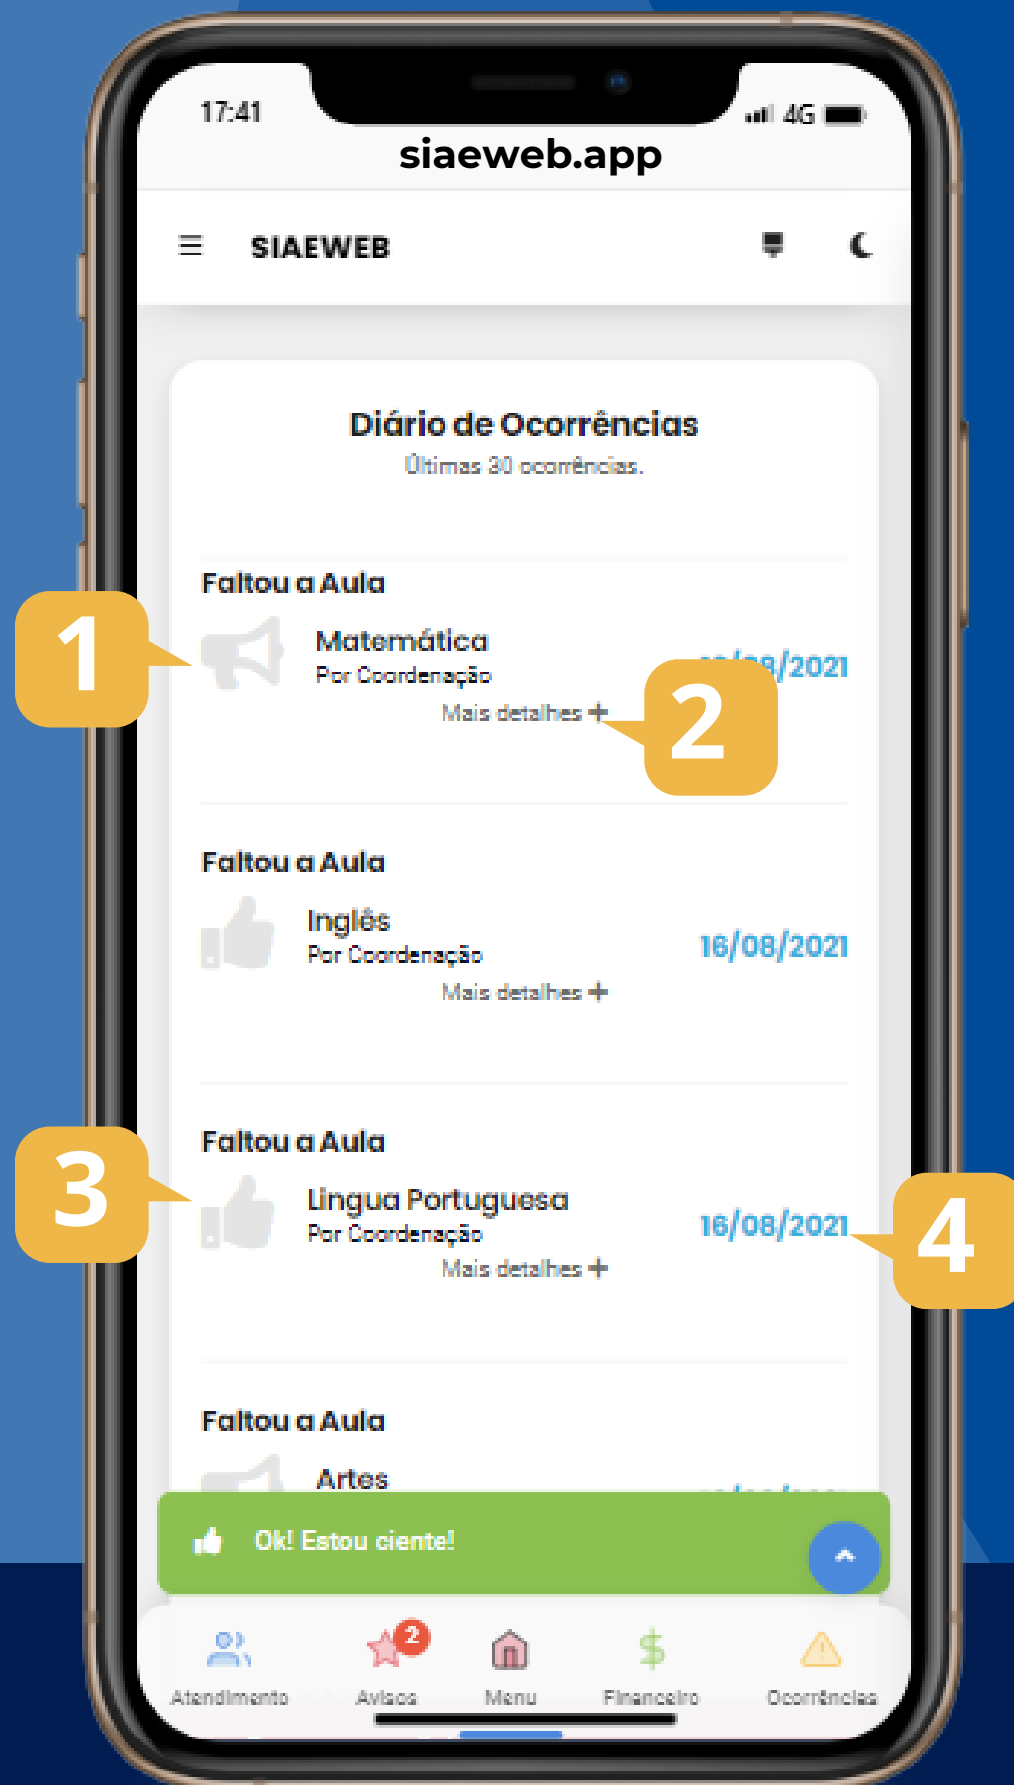 17:41
4G
siaeweb.app
SIAEWEB
Diário de Ocorrências
Últimas 30 ocorrências.
Faltou a Aula
1
Matemática
Por Coordenação
/2021
Mais detalhes +
2
Faltou a Aula
Inglês
Por Coordenação
16/08/2021
Mais detalhes +
Faltou a Aula
3
Lingua Portuguesa
Por Coordenação
16/08/2021
4
Mais detalhes +
Faltou a Aula
Artes
Ok! Estou ciente!
2
Atendimento
Avisos
Menu
Financeiro
Ocorrências